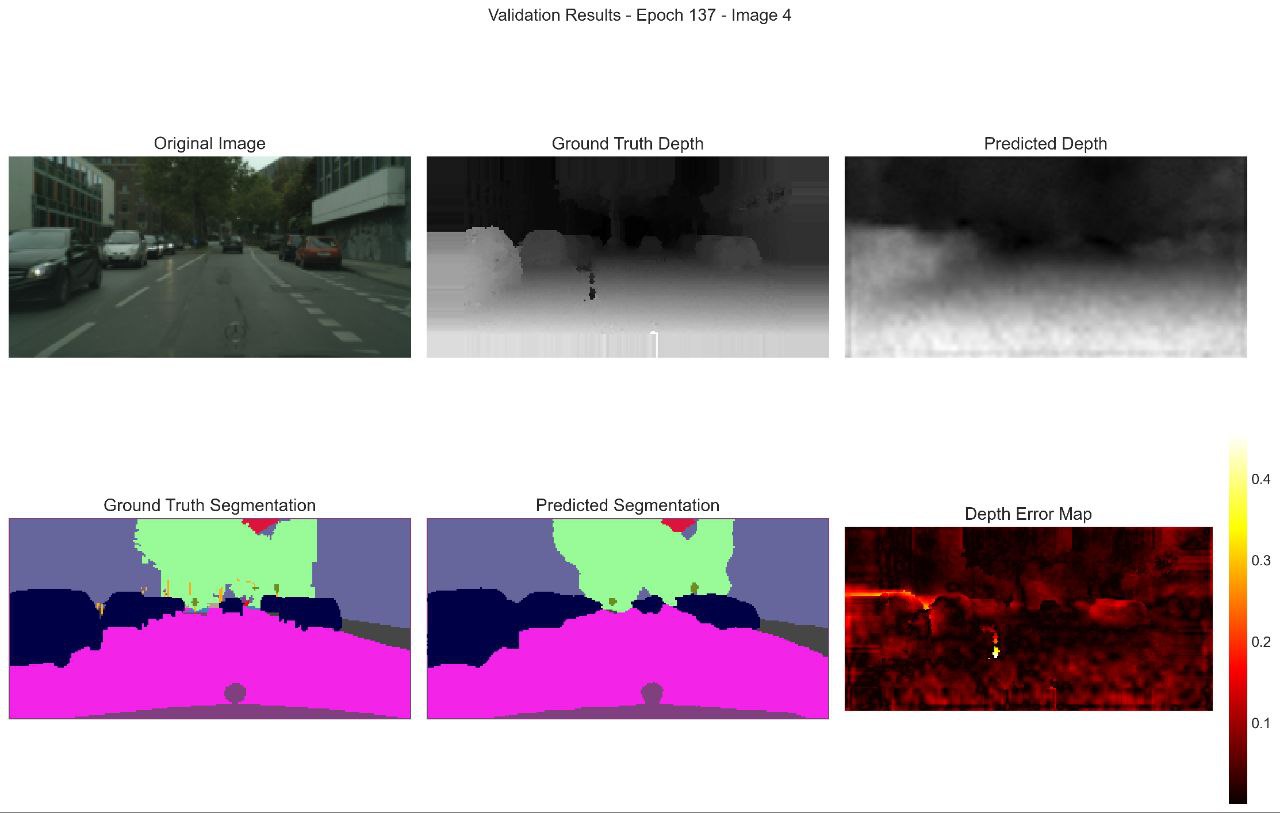 Validation Results - Epoch 137 - Image 4
Original Image
Ground Truth Depth
Predicted Depth
Ground Truth Segmentation
Predicted Segmentation
Depth Error Map
0.4
0.3
0.2
0.1